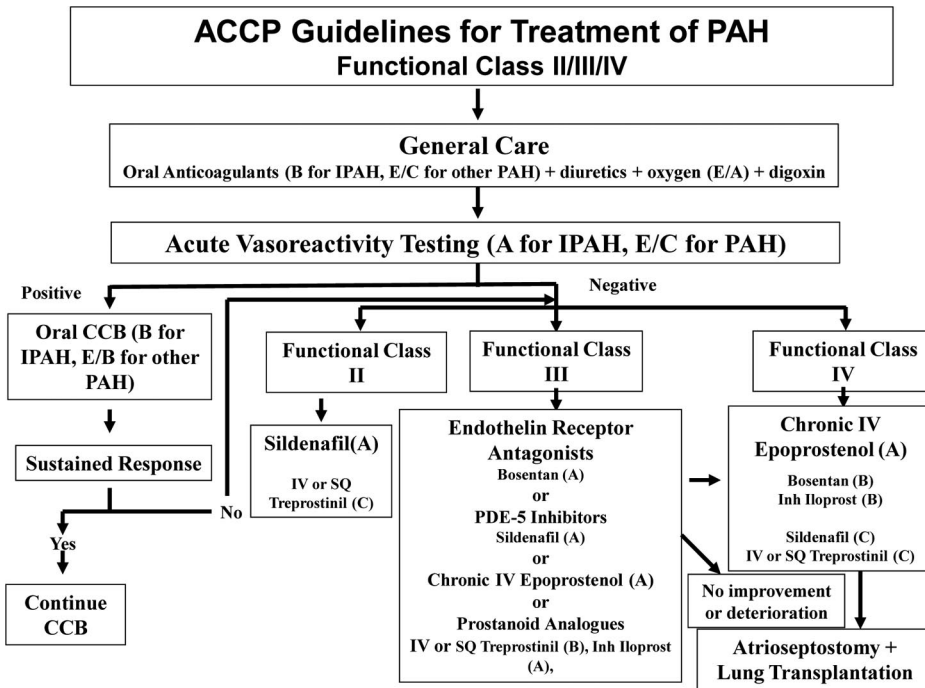 ACCP Guidelines for Treatment of PAH
Functional Class II/III/IV
General Care
Oral Anticoagulants (B for IPAH, E/C for other PAH) + diuretics + oxygen (E/A) + digoxin
Acute Vasoreactivity Testing (A for IPAH, E/C for PAH)
Positive
Negative
Oral CCB (B for
IPAH, E/B for other
PAH)
Sustained Response
No
Yes
Continue
CCB
Functional Class
II
Sildenafil(A)
IV or SQ
Treprostinil (C)
Functional Class
III
Endothelin Receptor
Antagonists
Bosentan (A)
or
PDE-5 Inhibitors
Sildenafil (A)
or
Chronic IV Epoprostenol (A)
or
Prostanoid Analogues
IV or SQ Treprostinil (B), Inh Iloprost
(A),
Functional Class
IV
Chronic IV
Epoprostenol (A)
Bosentan (B)
Inh Iloprost (B)
Sildenafil (C)
IV or SQ Treprostinil (C)
No improvement
or deterioration
Atrioseptostomy +
Lung Transplantation